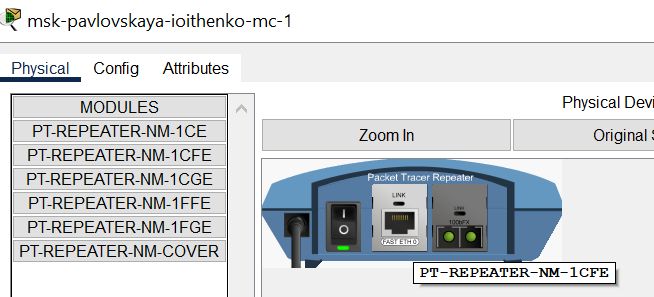 msk-pavlovskaya-ioithenko-mc-1
Physical Config Attributes
MODULES
PT-REPEATER-NM-1CE
PT-REPEATER-NM-1CFE
PT-REPEATER-NM-1CGE
PT-REPEATER-NM-1FFE
PT-REPEATER-NM-1FGE
PT-REPEATER-NM-COVER
Physical Devi
Zoom In
Original S
Packet Tracer Repeater
LINK
LINK
100bFX
FAST ETH 0
PT-REPEATER-NM-1CFE